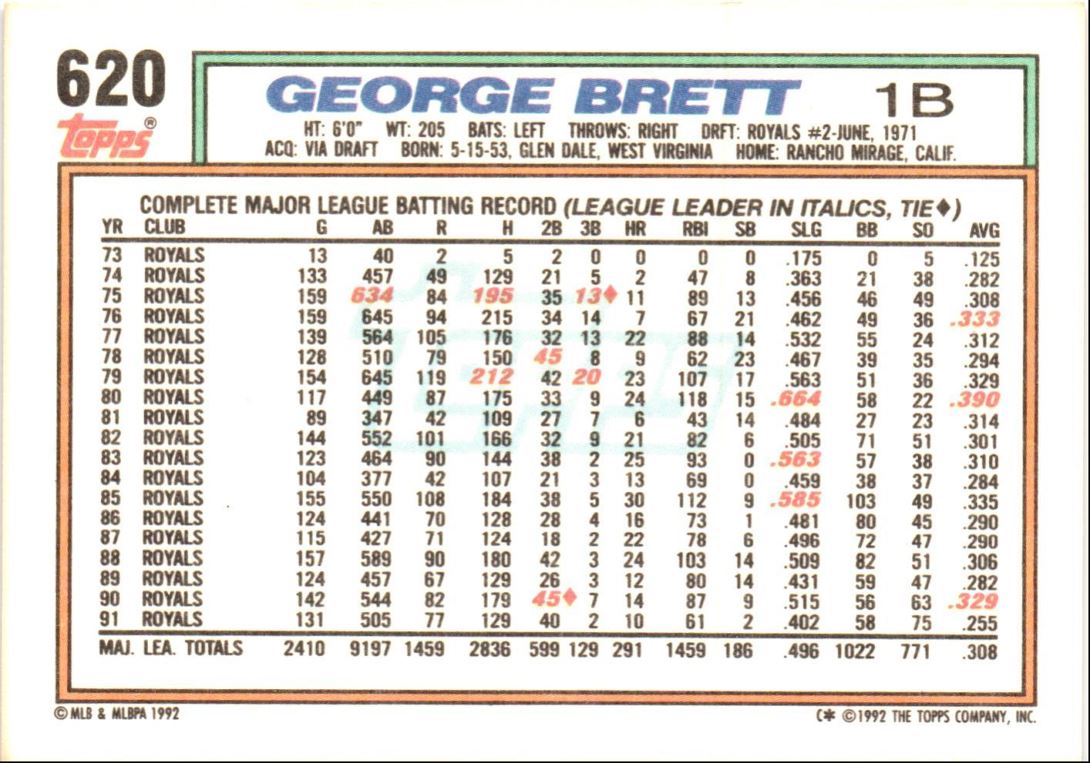 620
GEORGE BRETT 1B
topps®
HT: 6'0" WT: 205 BATS: LEFT THROWS: RIGHT DRFT: ROYALS #2-JUNE, 1971
ACQ: VIA DRAFT BORN: 5-15-53, GLEN DALE, WEST VIRGINIA HOME: RANCHO MIRAGE, CALIF.
COMPLETE MAJOR LEAGUE BATTING RECORD (LEAGUE LEADER IN ITALICS, TIE♦)
YR CLUB G AB R H 2B 3B HR RBI SB SLG BB SO AVG
73 ROYALS 13 40 2 5 2 0 0 0 0 .175 0 5 .125
74 ROYALS 133 457 49 129 21 5 2 47 8 .363 21 38 .282
75 ROYALS 159 634 84 195 35 13♦ 11 89 13 .456 46 49 .308
76 ROYALS 159 645 94 215 34 14 7 67 21 .462 49 36 .333
77 ROYALS 139 564 105 176 32 13 22 88 14 .532 55 24 .312
78 ROYALS 128 510 79 150 45 8 9 62 23 .467 39 35 .294
79 ROYALS 154 645 119 212 42 20 23 107 17 .563 51 36 .329
80 ROYALS 117 449 87 175 33 9 24 118 15 .664 58 22 .390
81 ROYALS 89 347 42 109 27 7 6 43 14 .484 27 23 .314
82 ROYALS 144 552 101 166 32 9 21 82 6 .505 71 51 .301
83 ROYALS 123 464 90 144 38 2 25 93 0 .563 57 38 .310
84 ROYALS 104 377 42 107 21 3 13 69 0 .459 38 37 .284
85 ROYALS 155 550 108 184 38 5 30 112 9 .585 103 49 .335
86 ROYALS 124 441 70 128 28 4 16 73 1 .481 80 45 .290
87 ROYALS 115 427 71 124 18 2 22 78 6 .496 72 47 .290
88 ROYALS 157 589 90 180 42 3 24 103 14 .509 82 51 .306
89 ROYALS 124 457 67 129 26 3 12 80 14 .431 59 47 .282
90 ROYALS 142 544 82 179 45♦ 7 14 87 9 .515 56 63 .329
91 ROYALS 131 505 77 129 40 2 10 61 2 .402 58 75 .255
MAJ. LEA. TOTALS 2410 9197 1459 2836 599 129 291 1459 186 .496 1022 771 .308
© MLB & MLBPA 1992 C* ©1992 THE TOPPS COMPANY, INC.